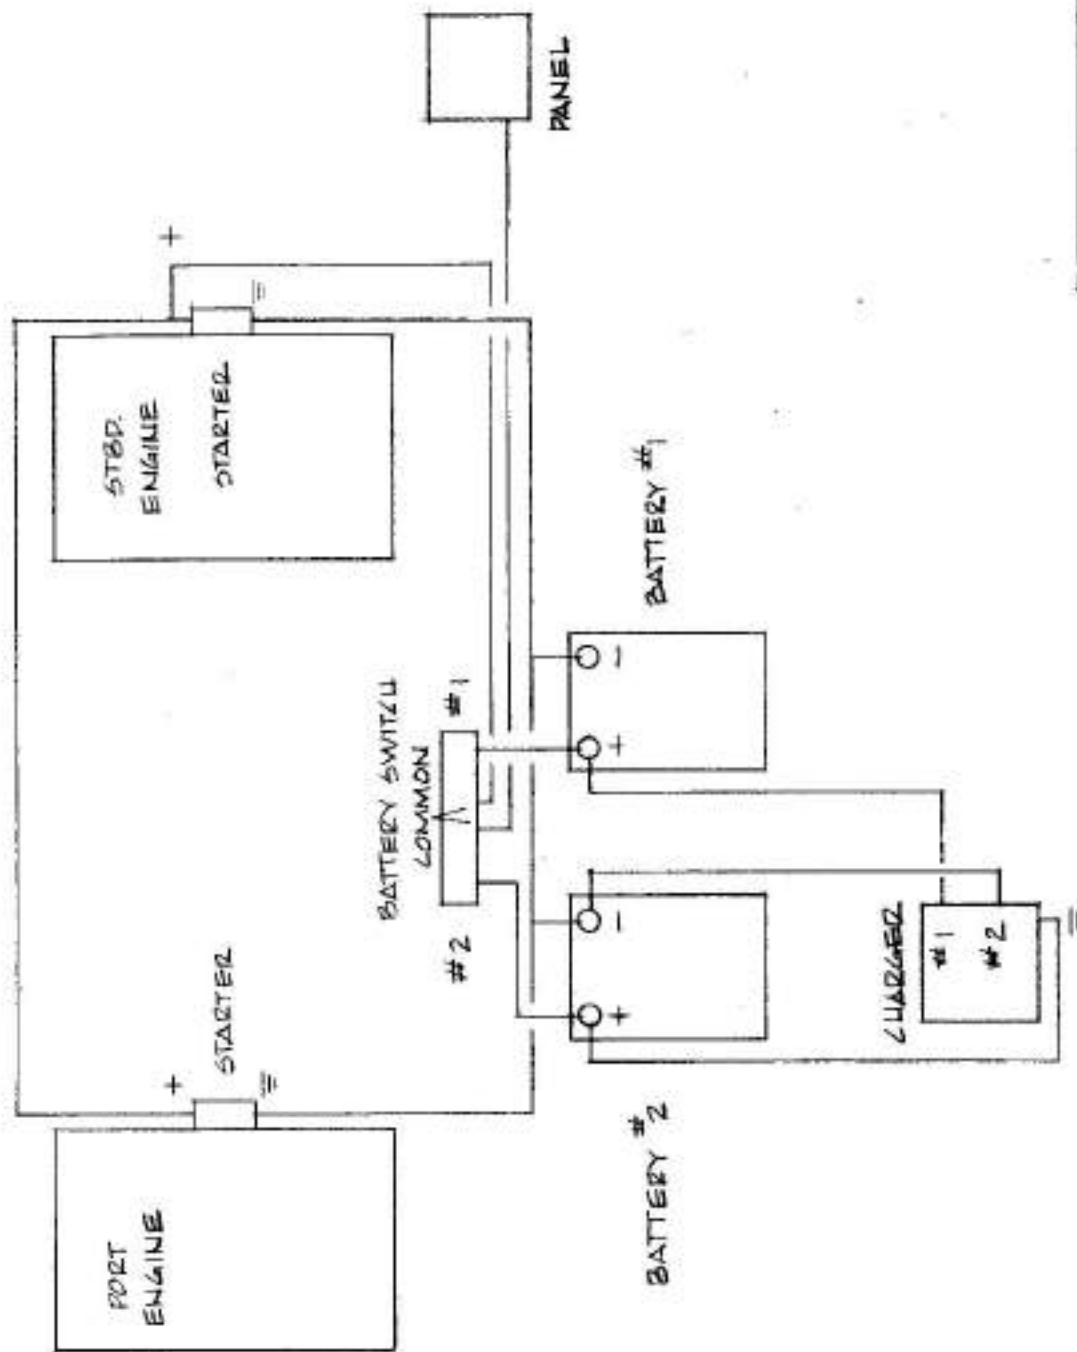 PORT
ENGINE
+
STARTER
STBD.
ENGINE
STARTER
+
PANEL
BATTERY SWITCH
COMMON
#2
#1
BATTERY #2
+
-
BATTERY #1
+
-
CHARGER
#1
#2